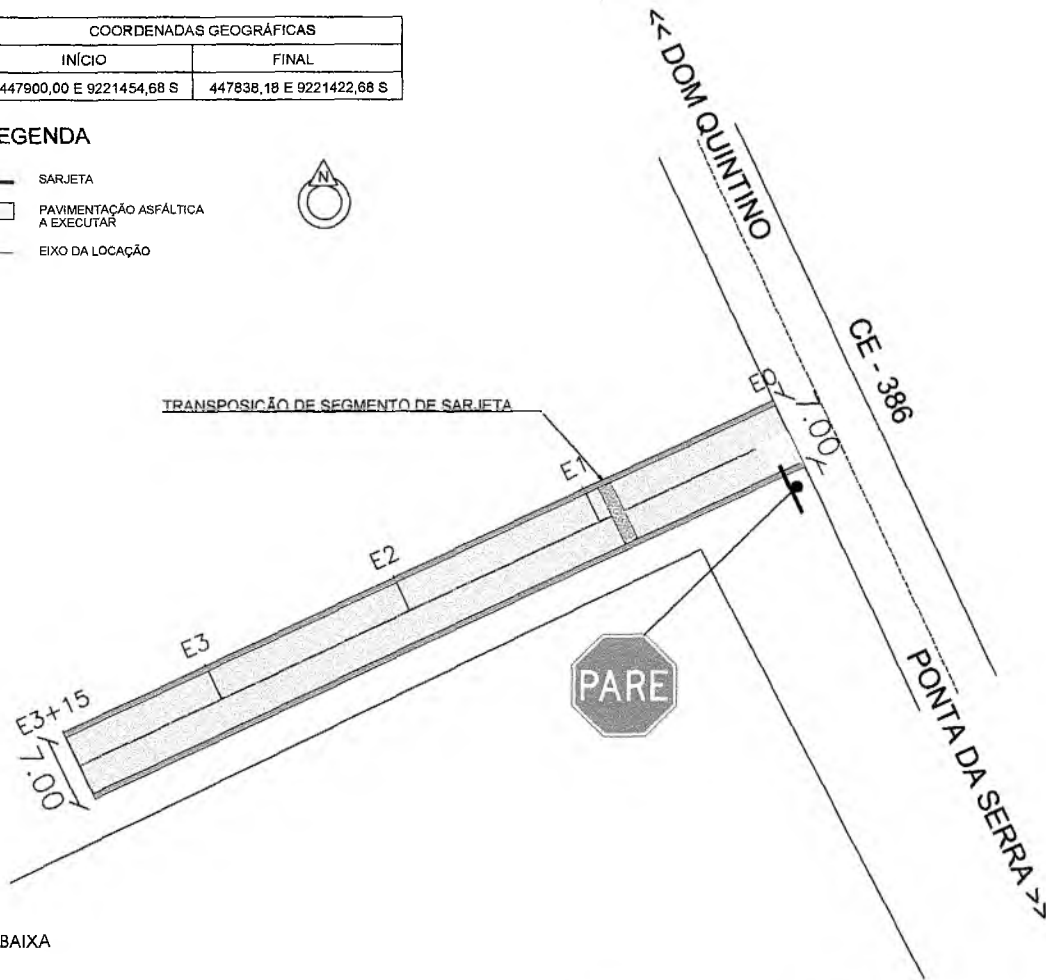 COORDENADAS GEOGRÁFICAS
INÍCIO FINAL
447900,00 E 9221454,68 S 447838,18 E 9221422,68 S
EGENDA
SARJETA
PAVIMENTAÇÃO ASFÁLTICA
A EXECUTAR
EIXO DA LOCAÇÃO
N
<< DOM QUINTINO
CE - 386
TRANSPOSIÇÃO DE SEGMENTO DE SARJETA
E0
7.00
E1
E2
E3
E3+15
7.00
PARE
PONTA DA SERRA >>
BAIXA